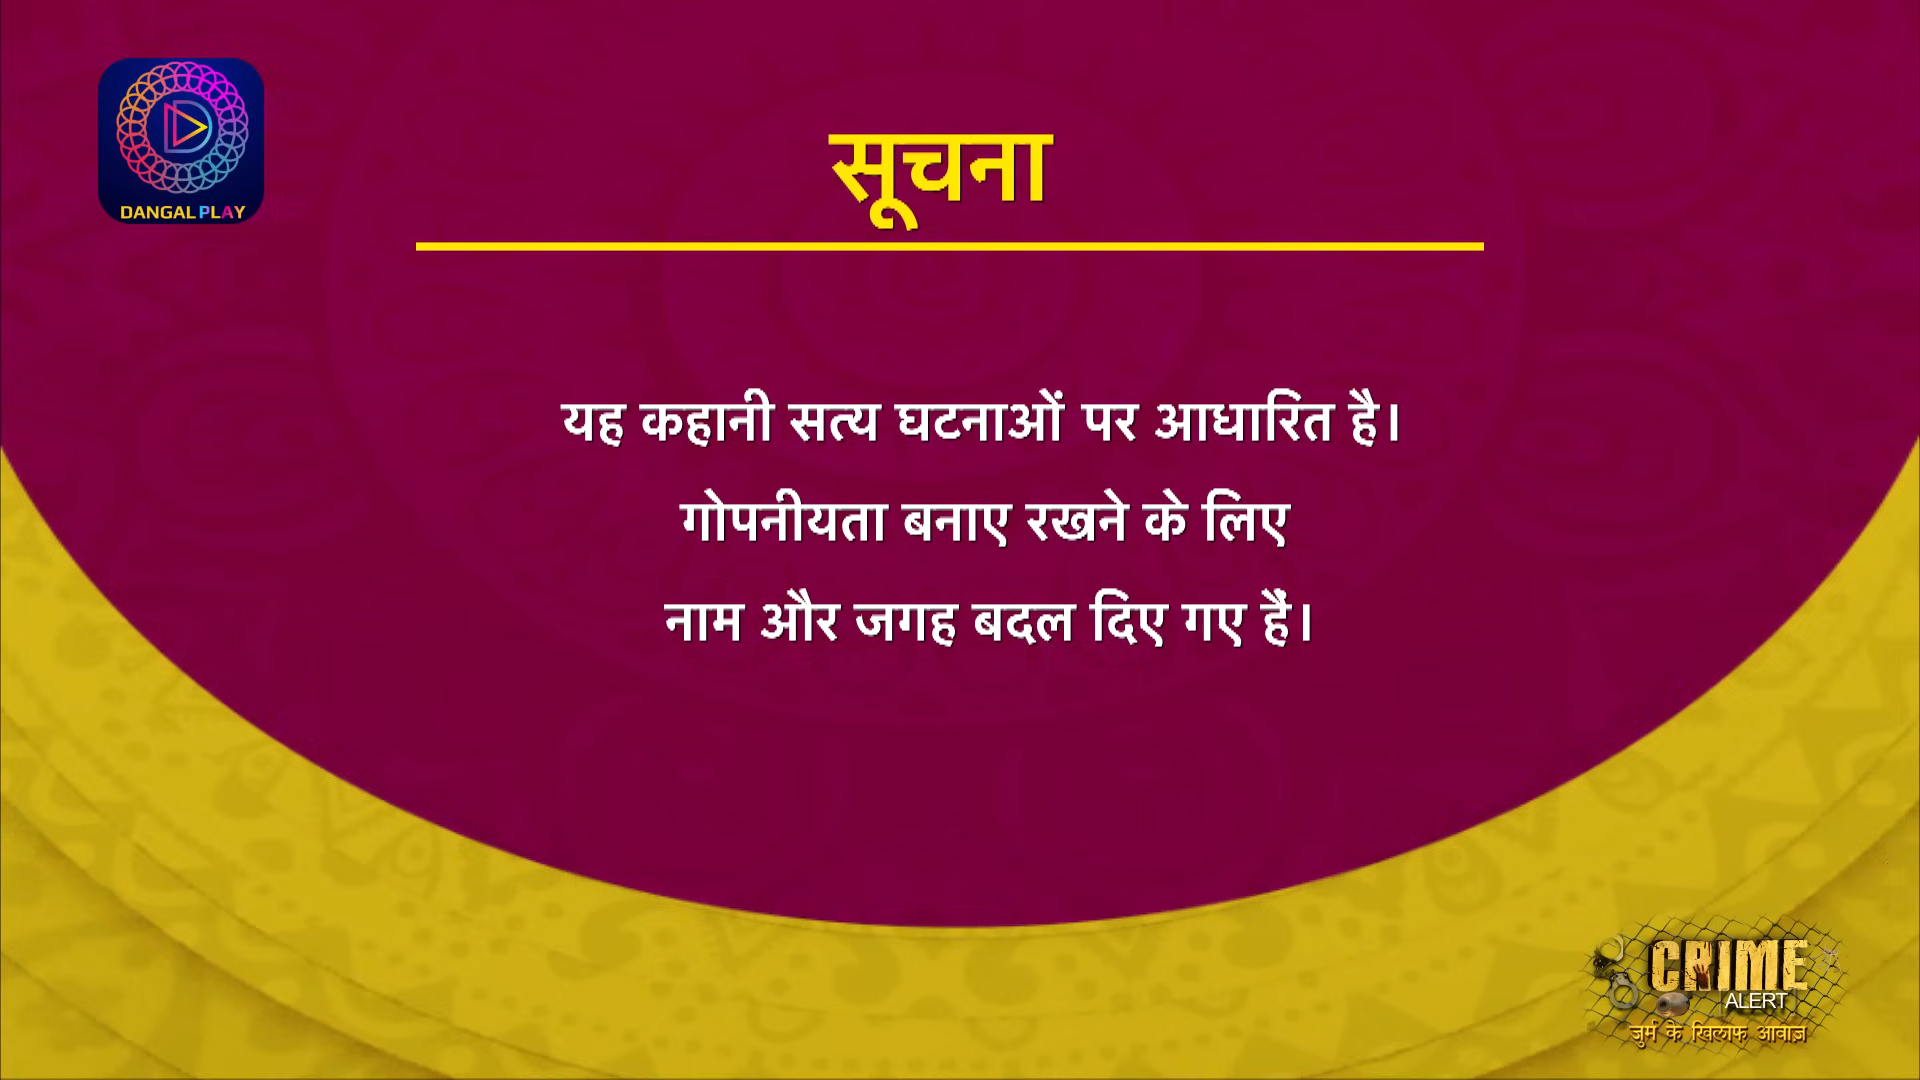 DANGAL PLAY
सूचना
यह कहानी सत्य घटनाओं पर आधारित है।
गोपनीयता बनाए रखने के लिए
नाम और जगह बदल दिए गए हैं।
CRIME
ALERT
जुर्म के खिलाफ आवाज़